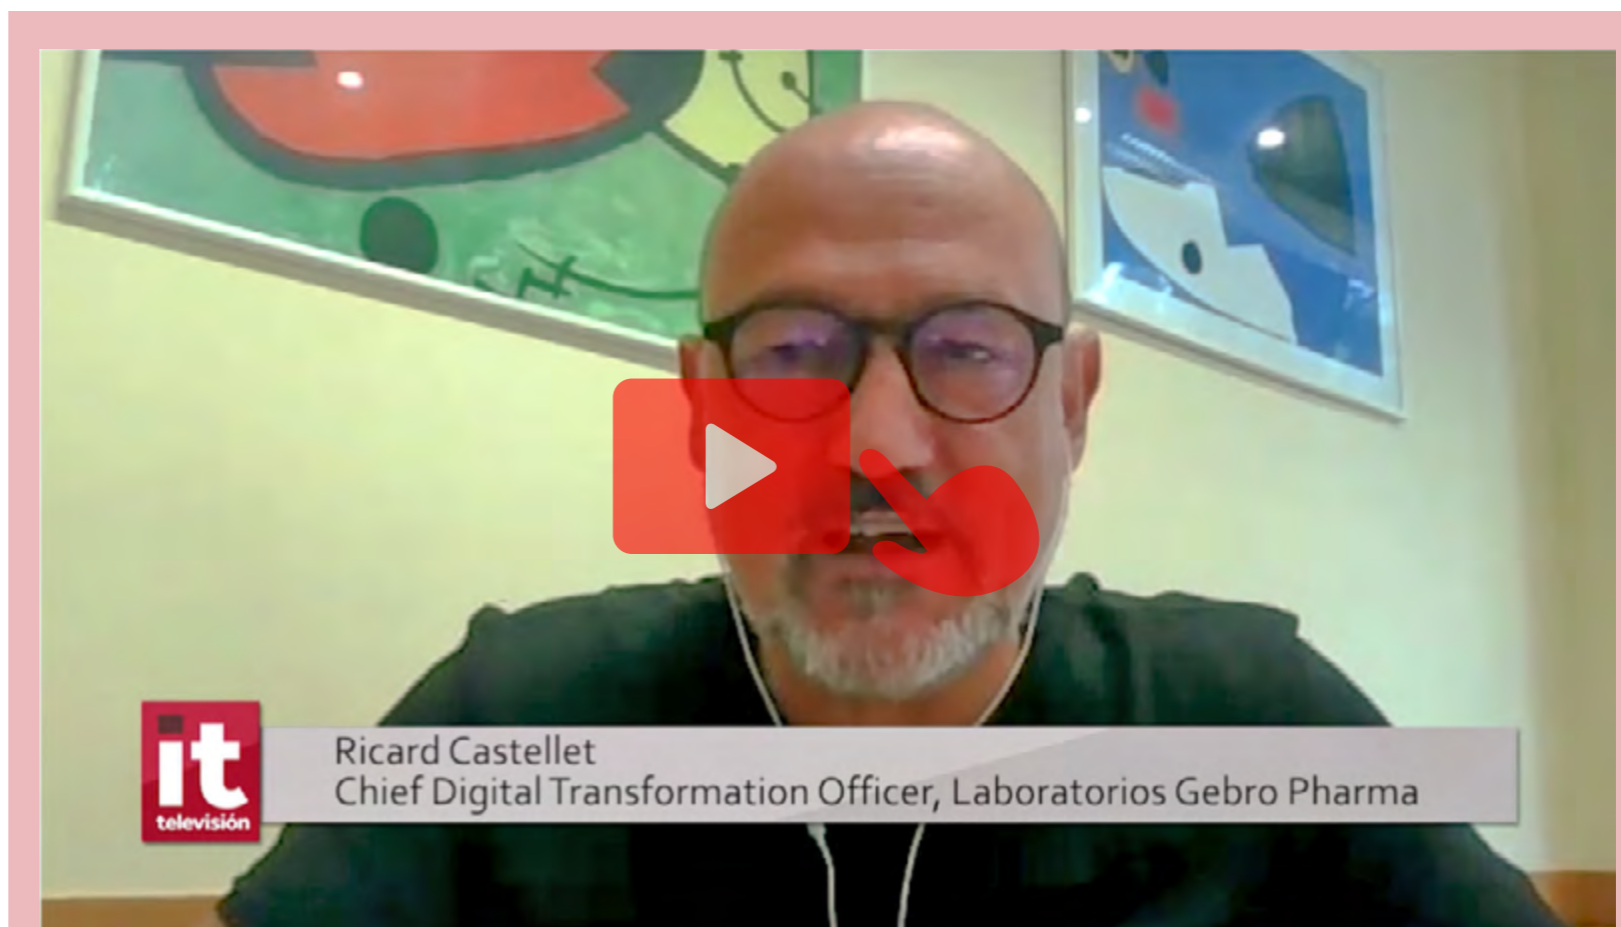 it
televisión
Ricard Castellet
Chief Digital Transformation Officer, Laboratorios Gebro Pharma